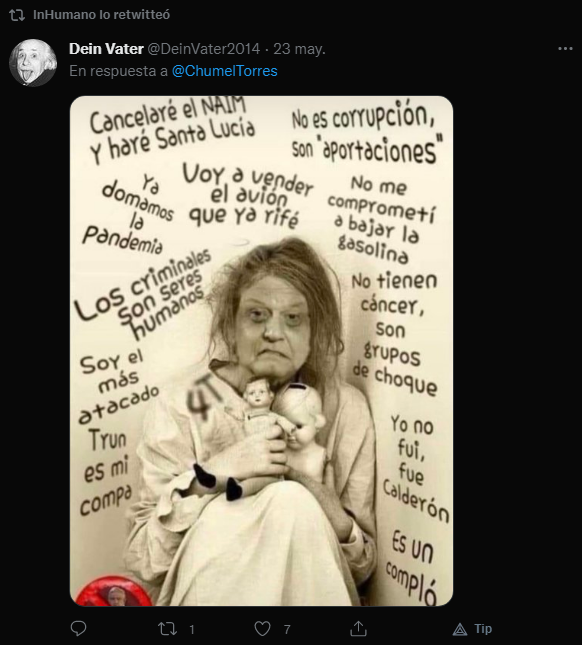 InHumano lo retwitteó
Dein Vater @DeinVater2014 · 23 may.
En respuesta a @ChumelTorres
Cancelaré el NAIM
y haré Santa Lucía
No es corrupción,
son "aportaciones"
Ya
domamos
la
Pandemia
Voy a vender
el avión
que ya rifé
No me
comprometí
a bajar la
gasolina
Los criminales
son seres
humanos
No tienen
cáncer,
son
grupos
de choque
Soy el
más
atacado
4T
Trun
es mi
compa
Yo no
fui,
fue
Calderón
Es un
compló
1
7
Tip